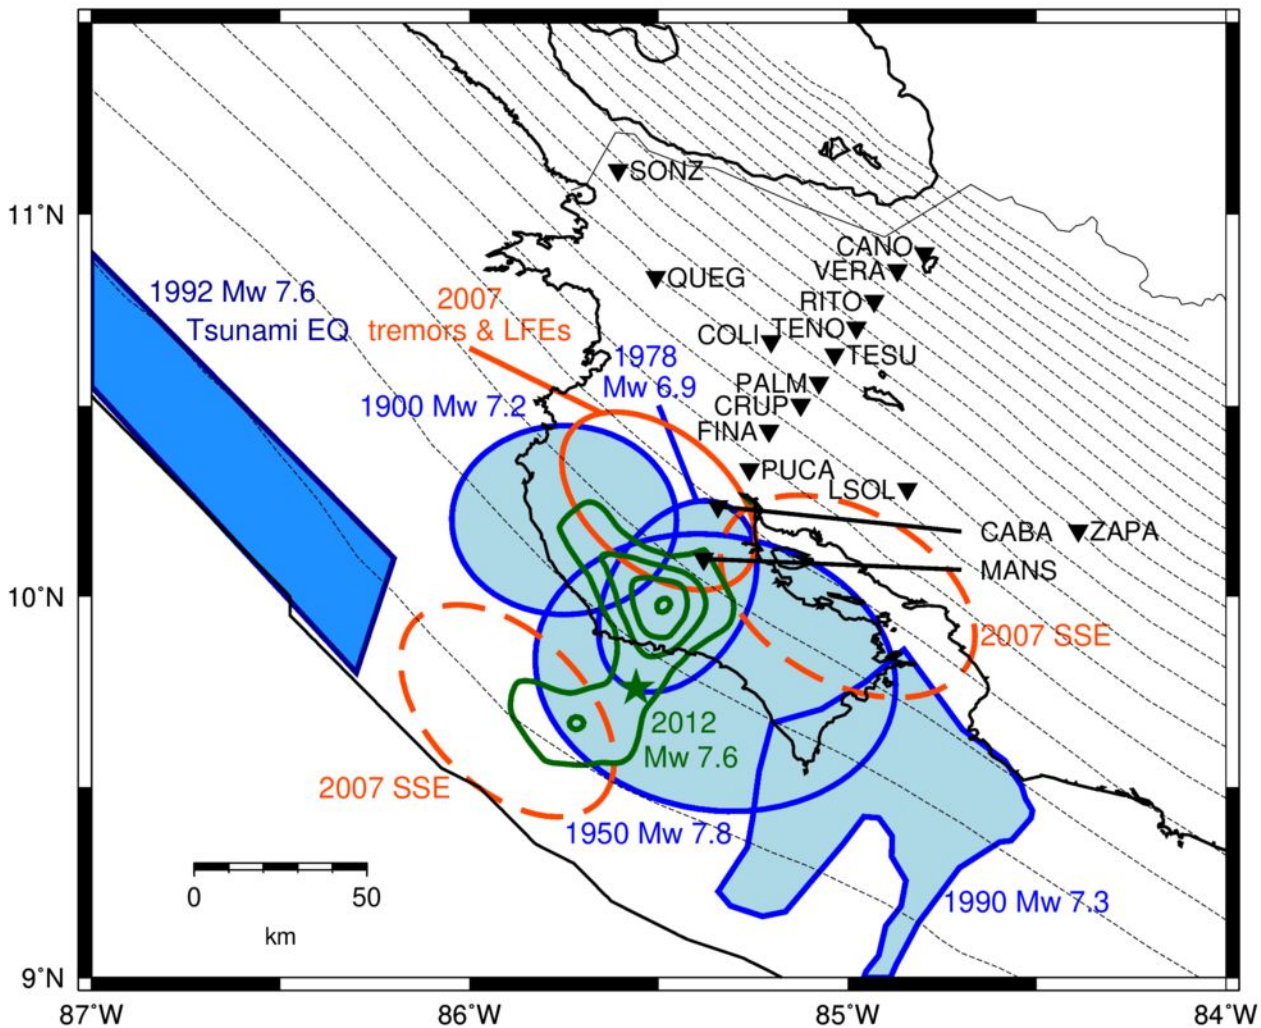 SONZ
11°N
CANO
VERA
QUEG
1992 Mw 7.6
Tsunami EQ
2007
tremors & LFEs
RITO
TENO
COLI
TESU
1978
Mw 6.9
PALM
CRUP
1900 Mw 7.2
FINA
PUCA
LSOL
CABA
ZAPA
MANS
10°N
2007 SSE
2012
Mw 7.6
2007 SSE
1950 Mw 7.8
0
50
km
1990 Mw 7.3
9°N
87°W
86°W
85°W
84°W